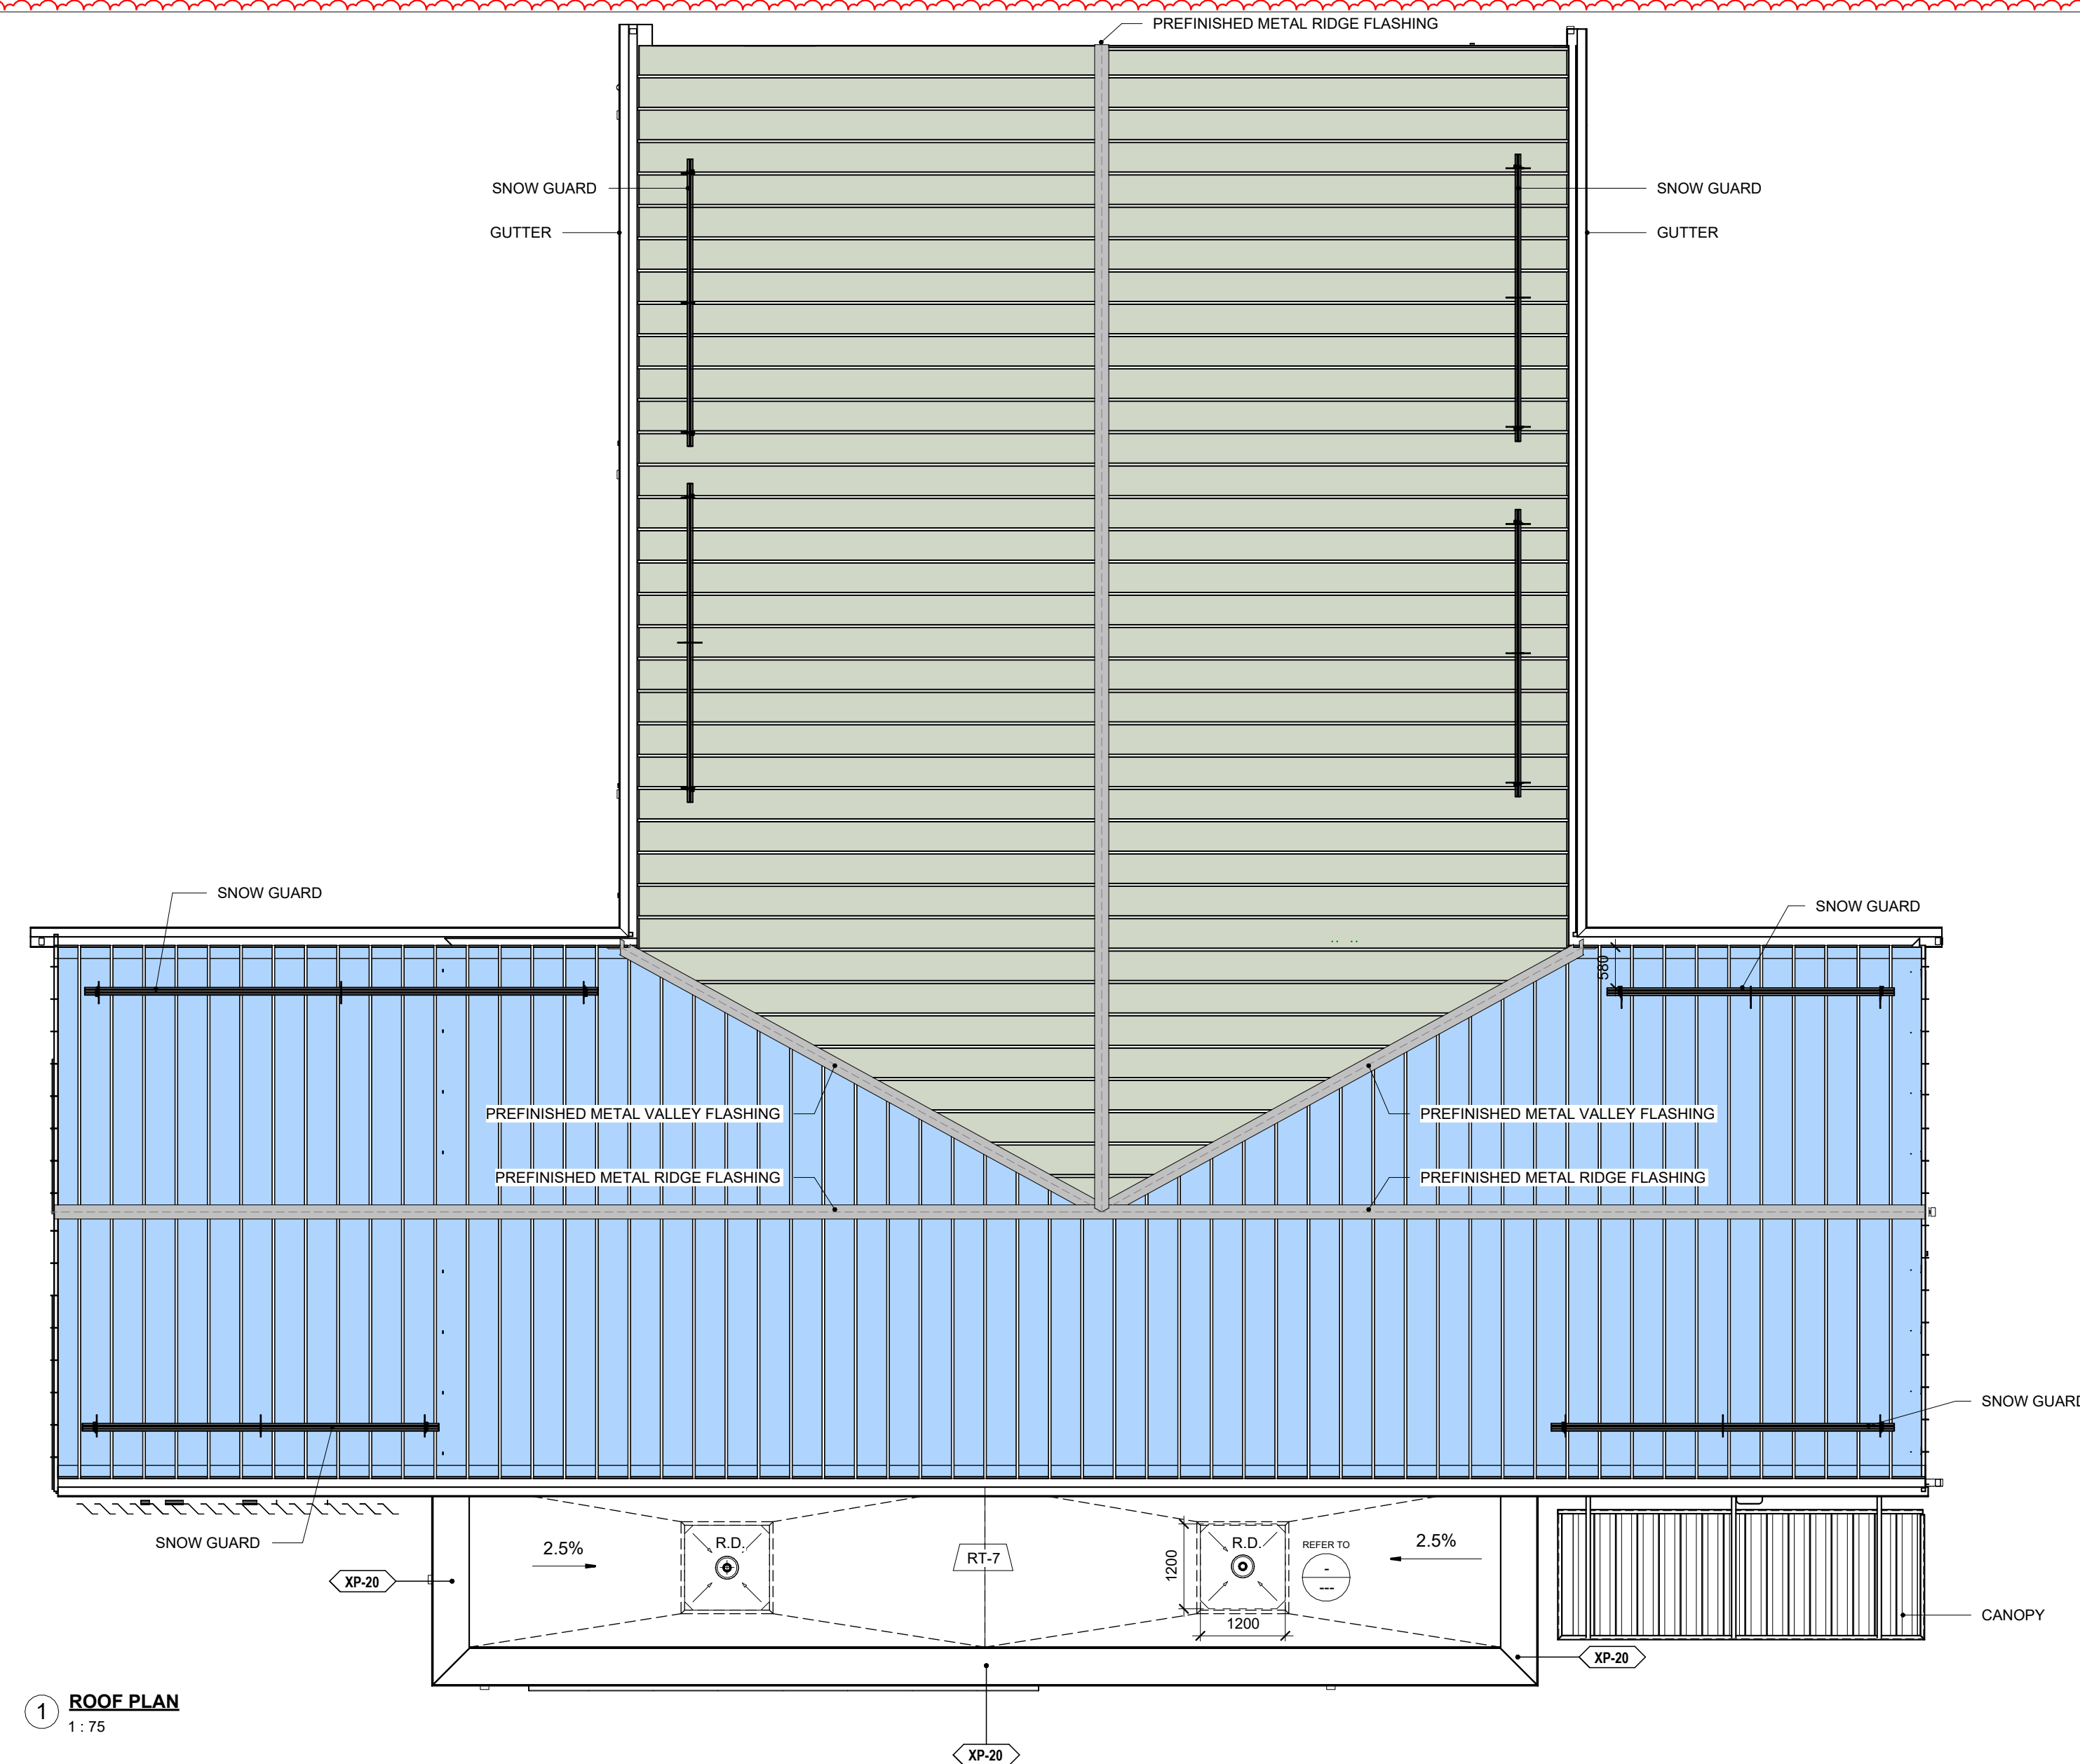 PREFINISHED METAL RIDGE FLASHING
SNOW GUARD
SNOW GUARD
GUTTER
GUTTER
SNOW GUARD
SNOW GUARD
580
PREFINISHED METAL VALLEY FLASHING
PREFINISHED METAL VALLEY FLASHING
PREFINISHED METAL RIDGE FLASHING
PREFINISHED METAL RIDGE FLASHING
SNOW GUARD
SNOW GUARD
2.5%
R.D.
RT-7
1200
R.D.
REFER TO
-
---
2.5%
XP-20
1200
CANOPY
XP-20
1 ROOF PLAN
1 : 75
XP-20